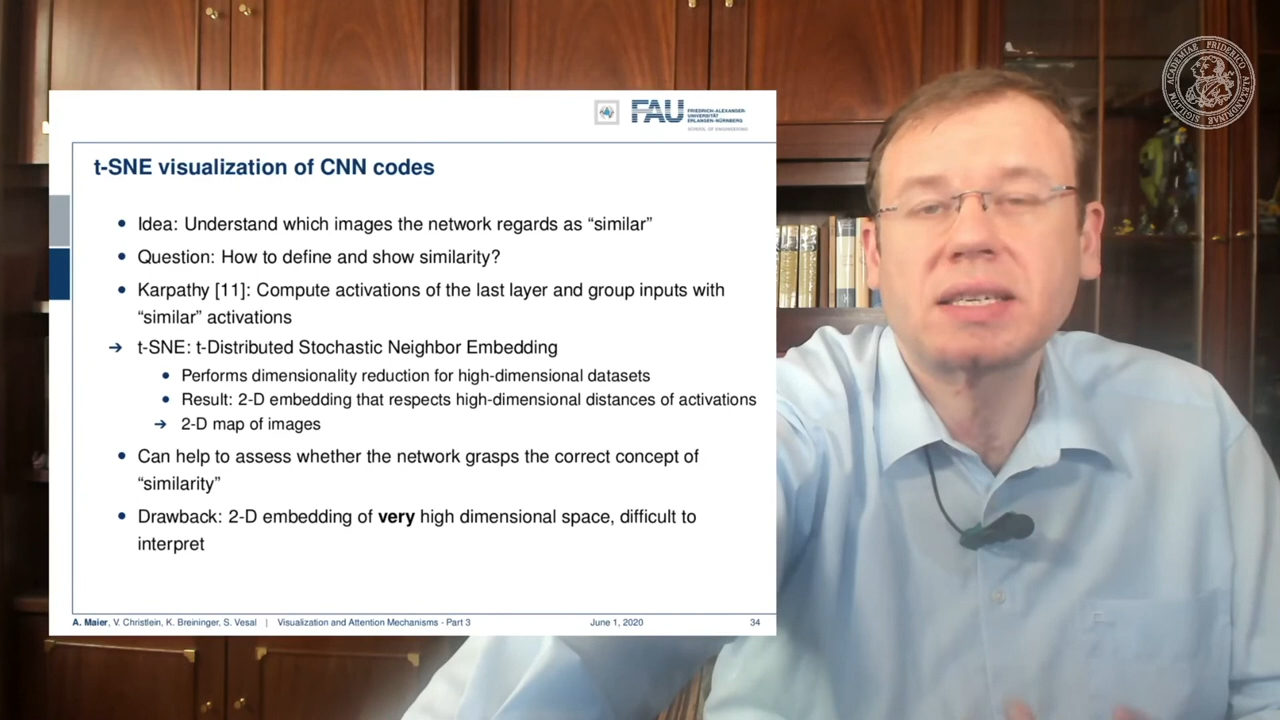 FAU
FRIEDRICH-ALEXANDER-
UNIVERSITÄT
ERLANGEN-NÜRNBERG
SCHOOL OF ENGINEERING
t-SNE visualization of CNN codes
• Idea: Understand which images the network regards as “similar”
• Question: How to define and show similarity?
• Karpathy [11]: Compute activations of the last layer and group inputs with
“similar” activations
→ t-SNE: t-Distributed Stochastic Neighbor Embedding
• Performs dimensionality reduction for high-dimensional datasets
• Result: 2-D embedding that respects high-dimensional distances of activations
→ 2-D map of images
• Can help to assess whether the network grasps the correct concept of
“similarity”
• Drawback: 2-D embedding of very high dimensional space, difficult to
interpret
A. Maier, V. Christlein, K. Breininger, S. Vesal | Visualization and Attention Mechanisms - Part 3 June 1, 2020 34